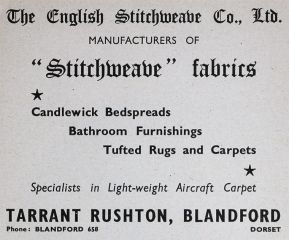 The English Stitchweave Co., Ltd.
MANUFACTURERS OF
"Stitchweave" fabrics
★
Candlewick Bedspreads
Bathroom Furnishings
Tufted Rugs and Carpets
★
Specialists in Light-weight Aircraft Carpet
TARRANT RUSHTON, BLANDFORD
Phone: BLANDFORD 658 DORSET